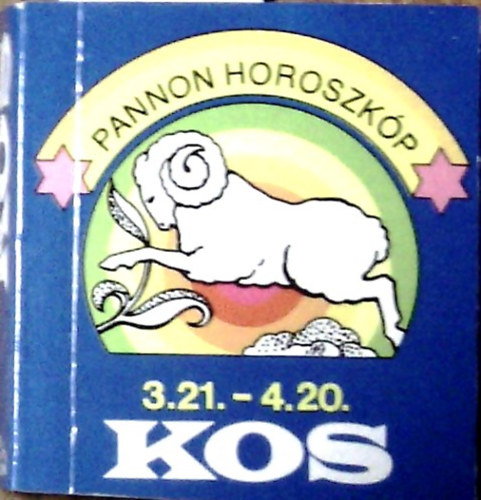 PANNON HOROSZKÓP
3.21.-4.20.
KOS